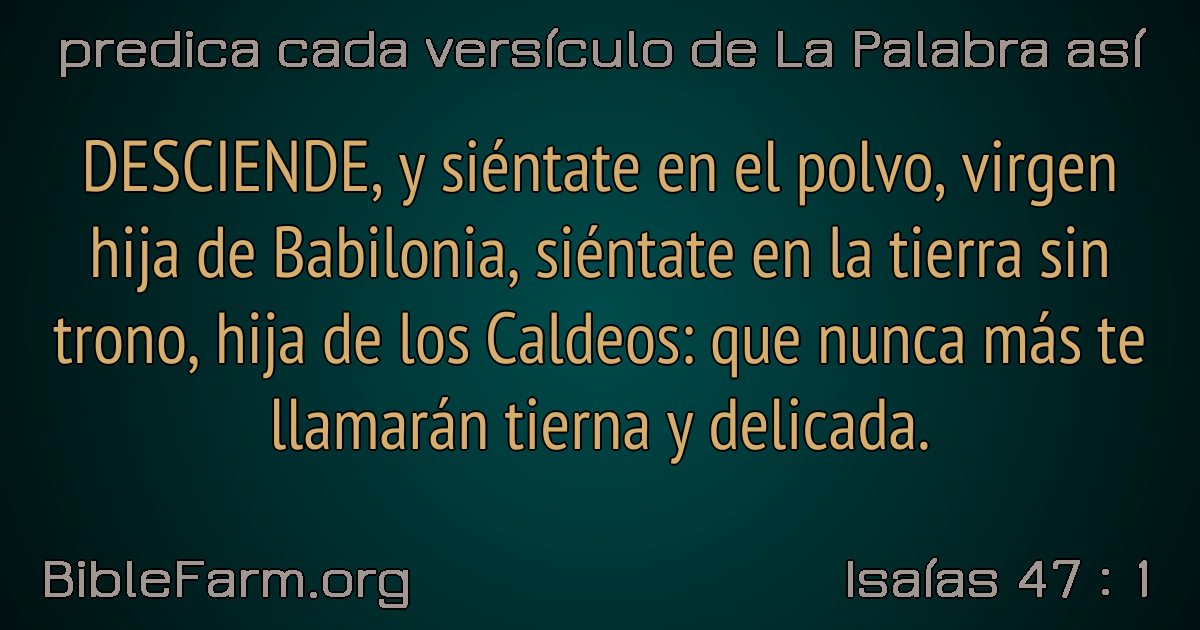 predica cada versículo de La Palabra así
DESCIENDE, y siéntate en el polvo, virgen
hija de Babilonia, siéntate en la tierra sin
trono, hija de los Caldeos: que nunca más te
llamarán tierna y delicada.
BibleFarm.org
Isaías 47 : 1